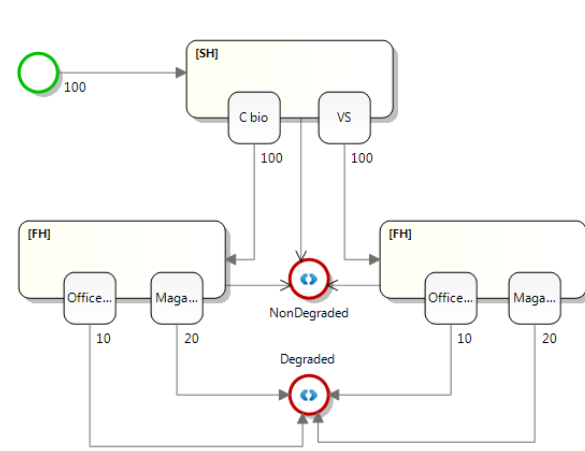 [SH]
100
C bio
VS
100
100
[FH]
[FH]
Office...
Maga...
Office...
Maga...
NonDegraded
10
20
10
20
Degraded